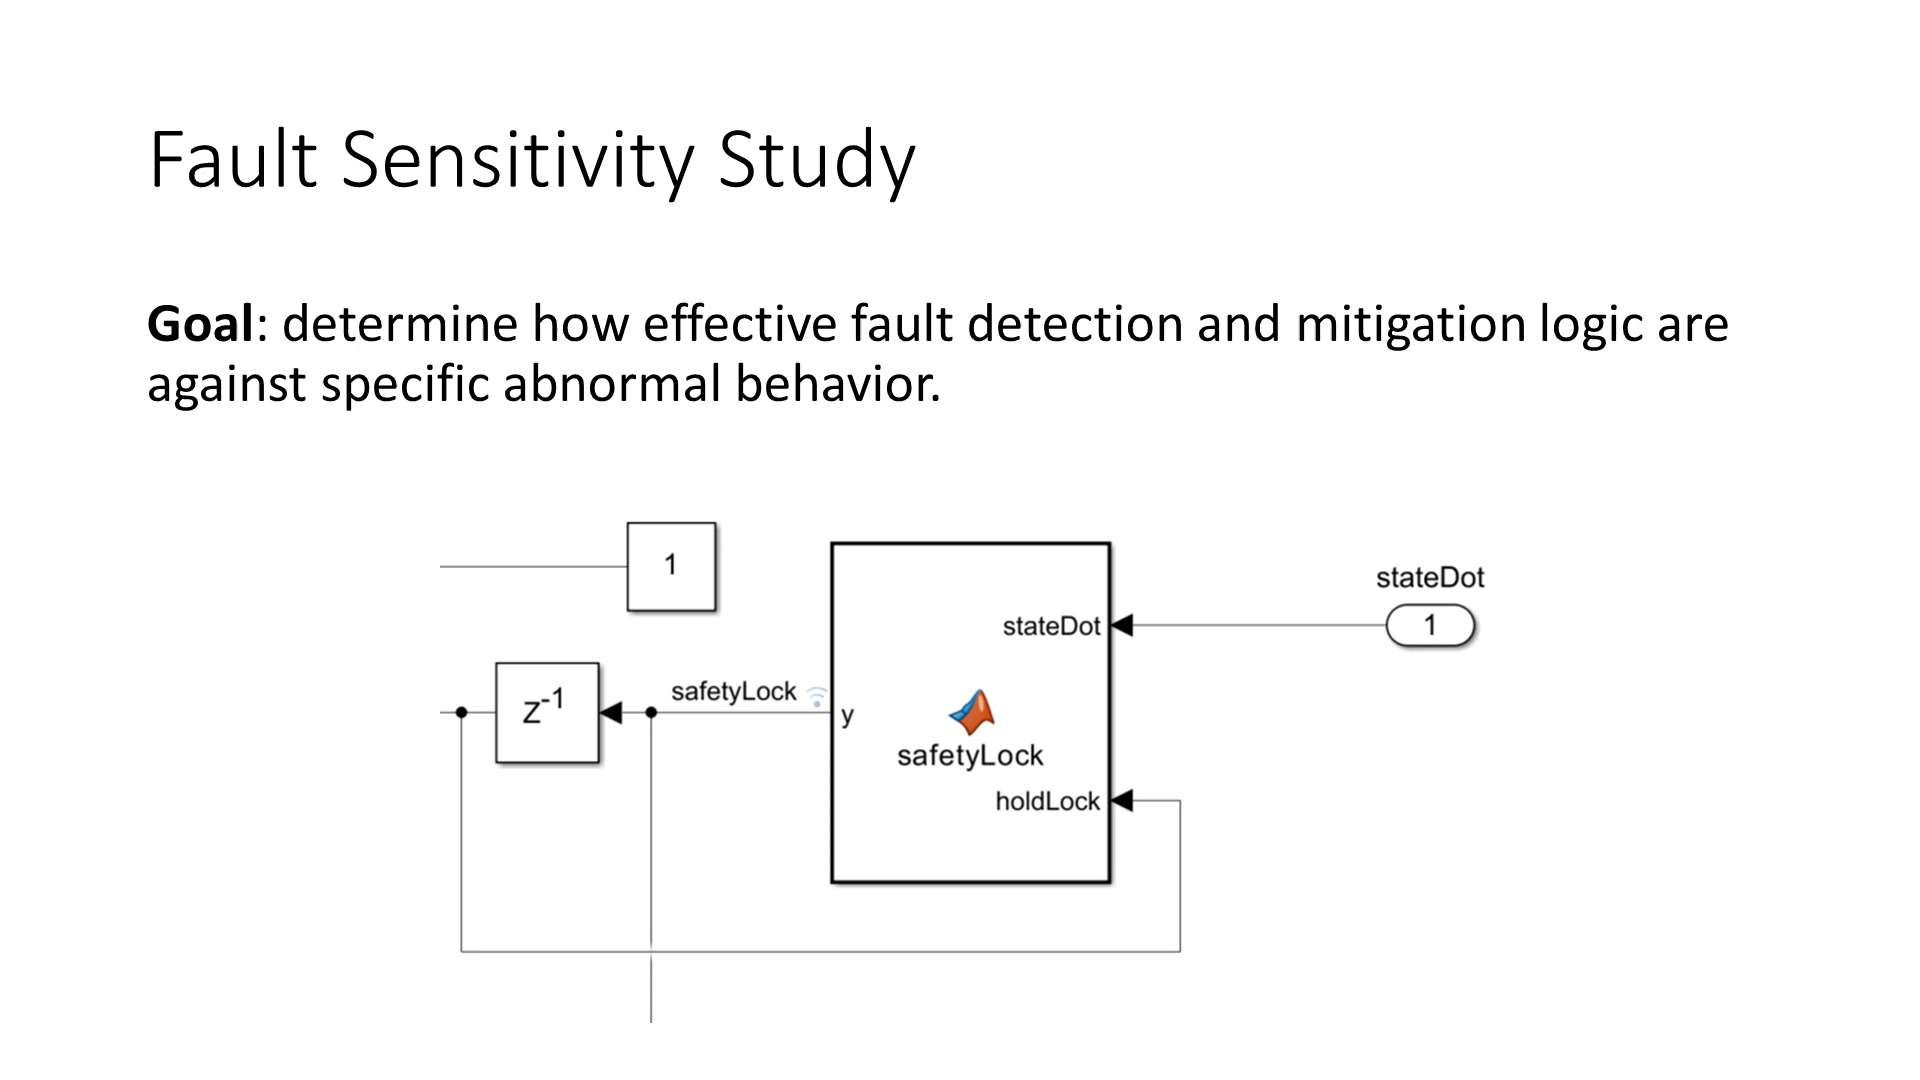 Fault Sensitivity Study
Goal: determine how effective fault detection and mitigation logic are
against specific abnormal behavior.
1
stateDot
stateDot
1
safetyLock
z⁻¹
y
safetyLock
holdLock